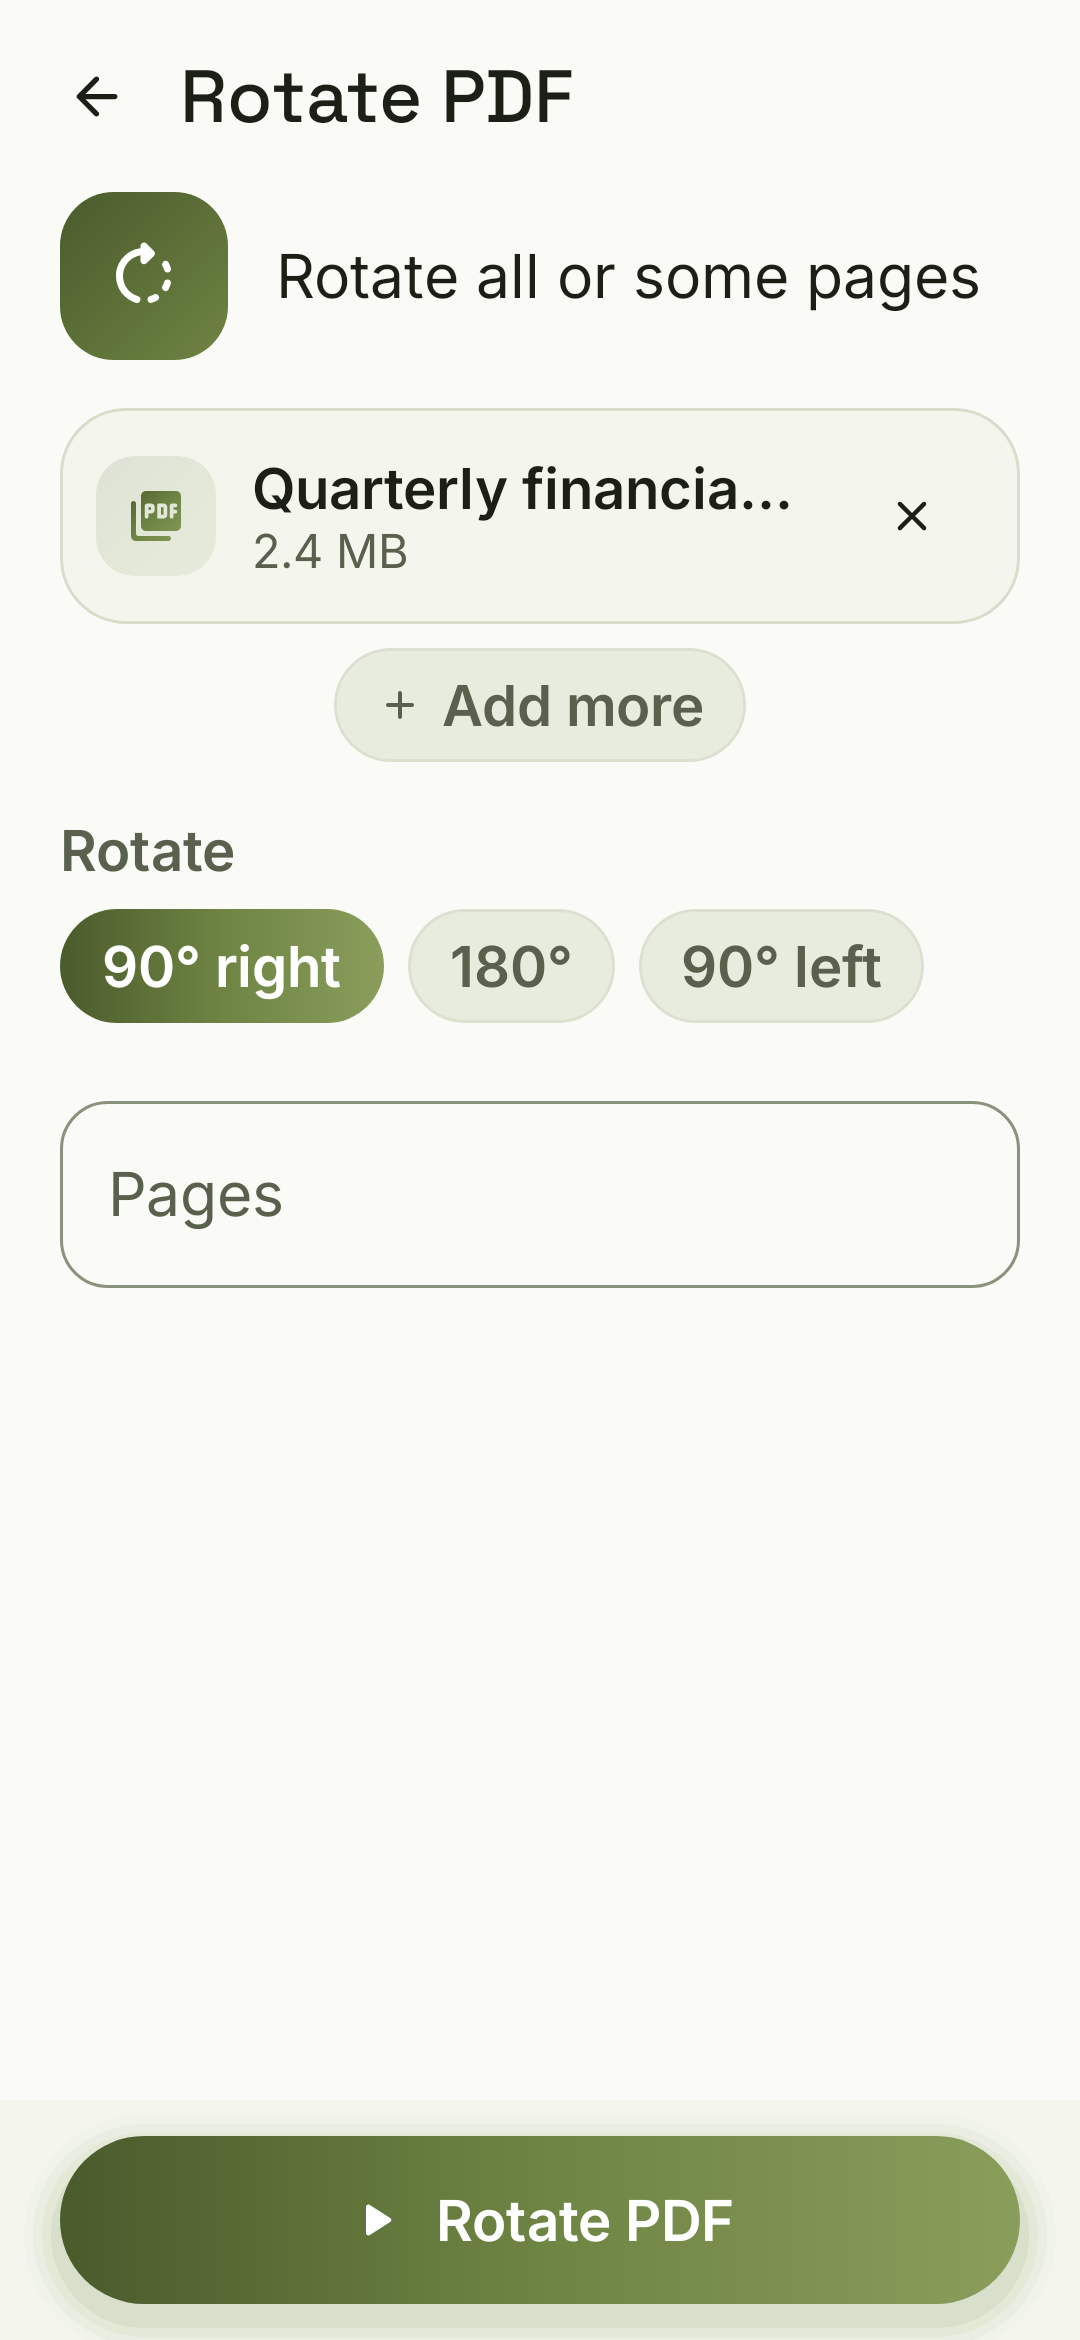 Rotate PDF
Rotate all or some pages
PDF
Quarterly financia...
2.4 MB
Add more
Rotate
90° right
180°
90° left
Pages
Rotate PDF